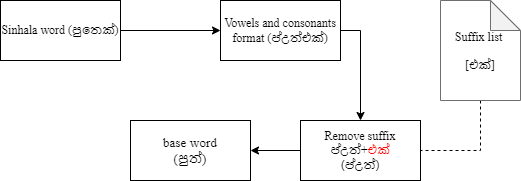 Sinhala word (පුතෙක්)
Vowels and consonants
format (ප්උත්එක්)
Suffix list
[එක්]
Remove suffix
ප්උත්+එක්
(ප්උත්)
base word
(පුත්)